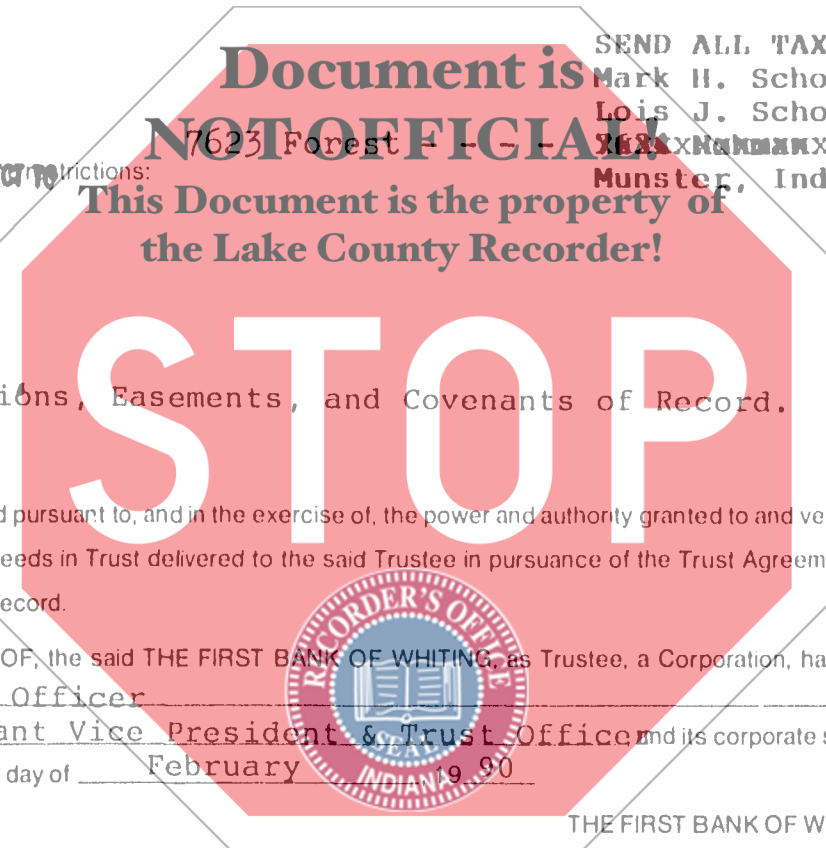 SEND ALL TAX
Document is
Mark H. Scho
Lois J. Scho
NOT OFFICIAL!
7623 Forest - - - -
trictions:
Munster, Ind
This Document is the property of
the Lake County Recorder!
STOP
ions, Easements, and Covenants of Record.
d pursuant to, and in the exercise of, the power and authority granted to and ve
eeds in Trust delivered to the said Trustee in pursuance of the Trust Agreem
ecord.
RECORDER'S OFFICE
SEAL
INDIANA
OF, the said THE FIRST BANK OF WHITING, as Trustee, a Corporation, ha
Officer
ant Vice President & Trust Officer and its corporate s
day of February 19 90
THE FIRST BANK OF W